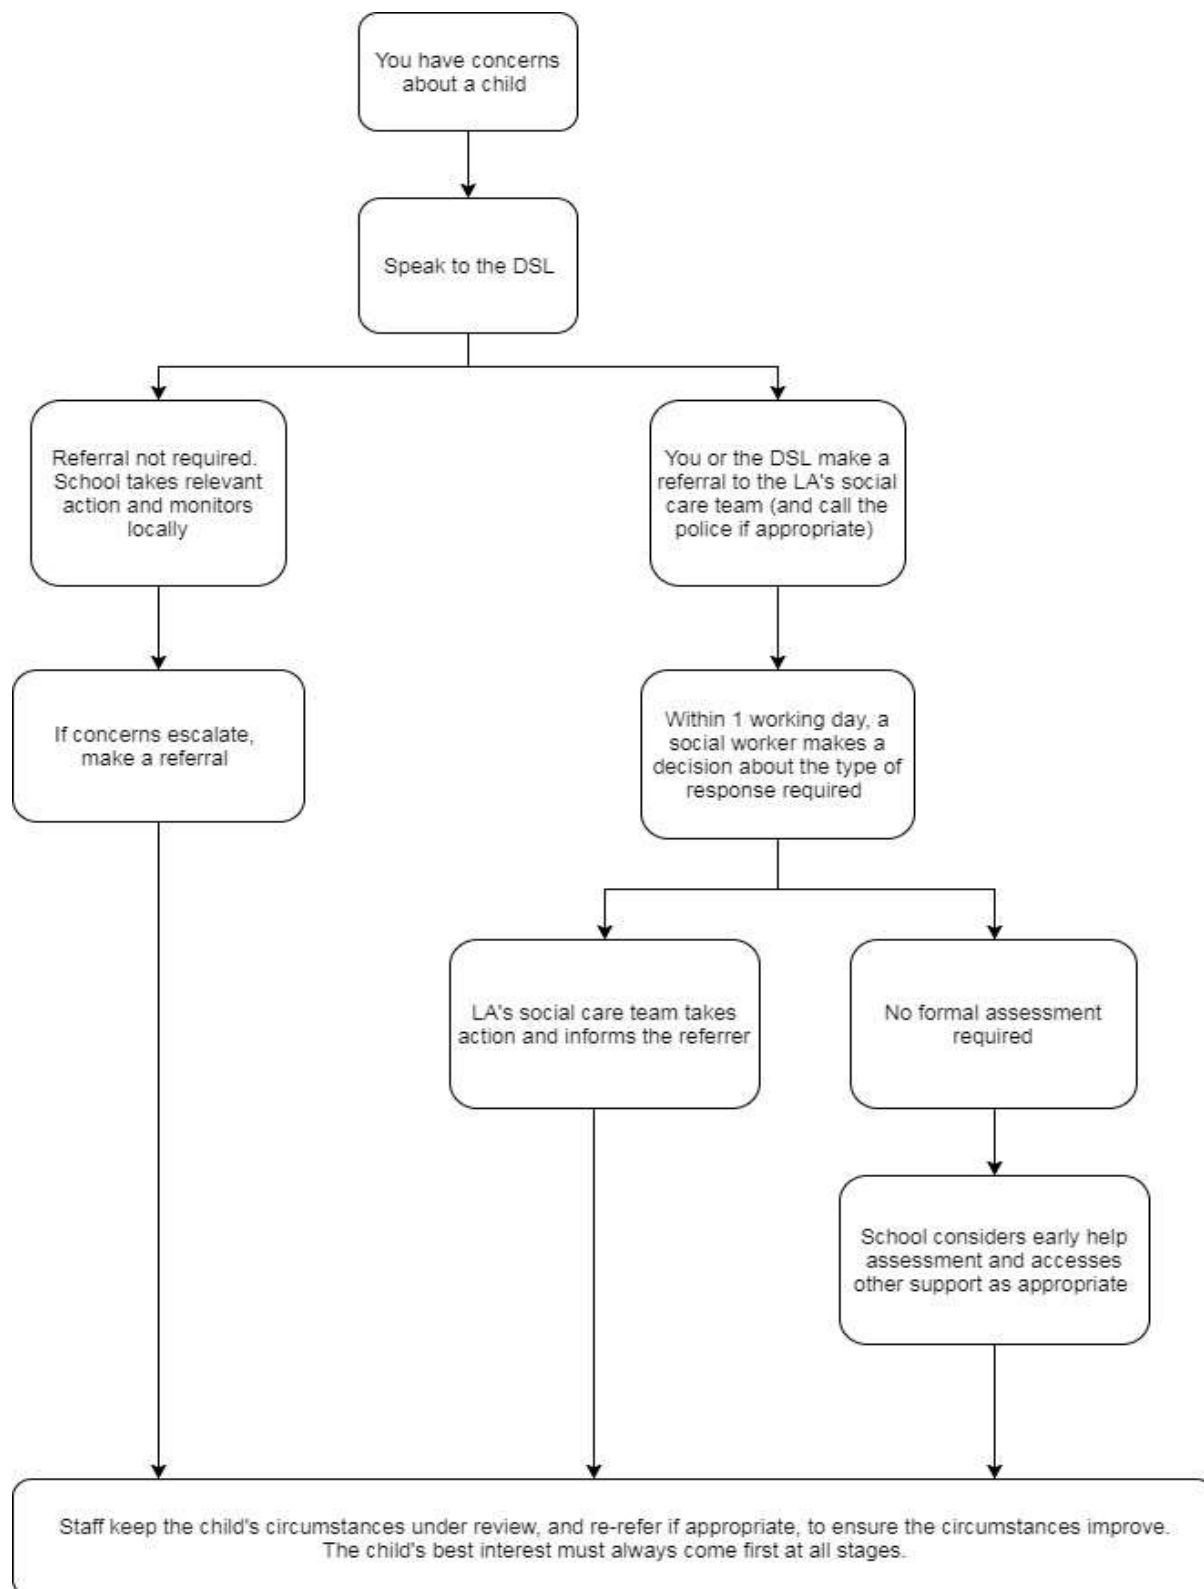 You have concerns
about a child
Speak to the DSL
Referral not required.
School takes relevant
action and monitors
locally
You or the DSL make a
referral to the LA's social
care team (and call the
police if appropriate)
If concerns escalate,
make a referral
Within 1 working day, a
social worker makes a
decision about the type of
response required
LA's social care team takes
action and informs the referrer
No formal assessment
required
School considers early help
assessment and accesses
other support as appropriate
Staff keep the child's circumstances under review, and re-refer if appropriate, to ensure the circumstances improve.
The child's best interest must always come first at all stages.